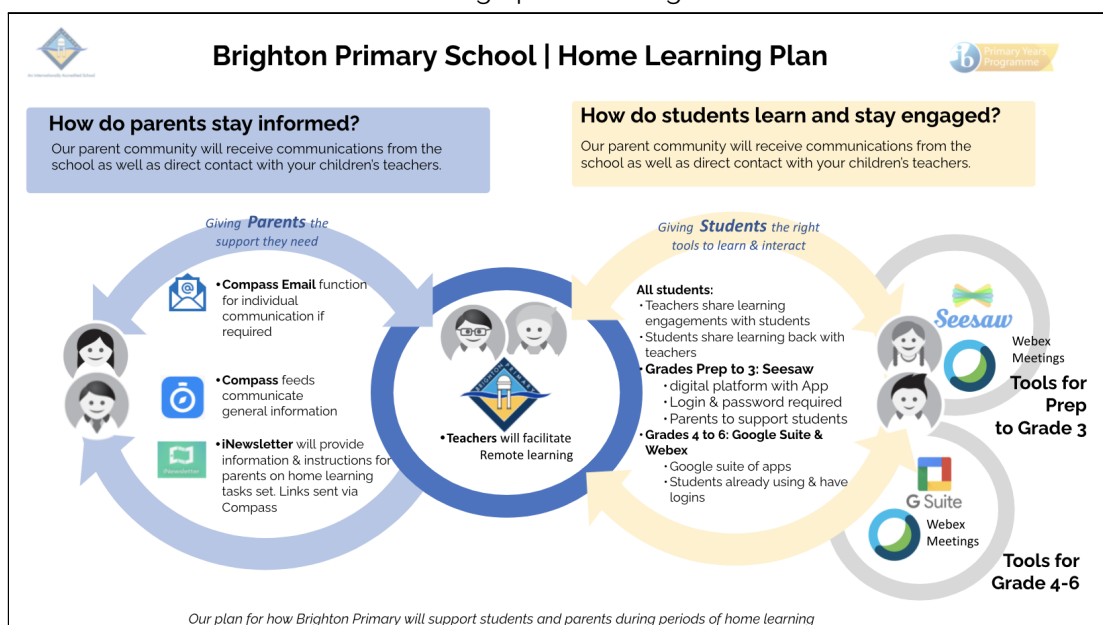 Brighton Primary School | Home Learning Plan
An Internationally Accredited School
ib Primary Years
Programme
How do parents stay informed?
Our parent community will receive communications from the
school as well as direct contact with your children's teachers.
How do students learn and stay engaged?
Our parent community will receive communications from the
school as well as direct contact with your children's teachers.
Giving Parents the
support they need
•Compass Email function
for individual
communication if
required
•Compass feeds
communicate
general information
iNewsletter
•iNewsletter will provide
information & instructions for
parents on home learning
tasks set. Links sent via
Compass
BRIGHTON PRIMARY
•Teachers will facilitate
Remote learning
Giving Students the right
tools to learn & interact
All students:
•Teachers share learning
engagements with students
•Students share learning back with
teachers
•Grades Prep to 3: Seesaw
•digital platform with App
•Login & password required
•Parents to support students
•Grades 4 to 6: Google Suite &
Webex
•Google suite of apps
•Students already using & have
logins
Seesaw
Webex
Meetings
Tools for
Prep
to Grade 3
G Suite
Webex
Meetings
Tools for
Grade 4-6
Our plan for how Brighton Primary will support students and parents during periods of home learning